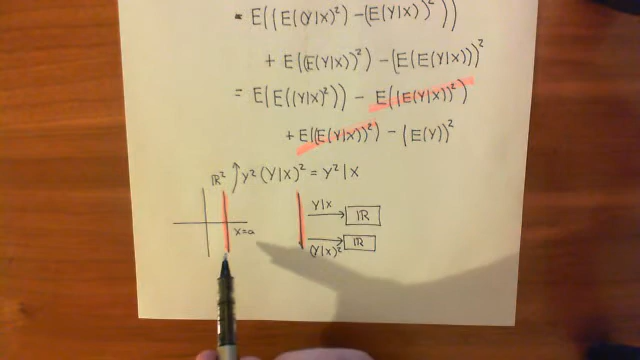 = E((E(Y|X)²) - (E(Y|X))²))
+ E((E(Y|X))²) - (E(E(Y|X)))²
= E(E((Y|X)²)) - E((E(Y|X))²)
+ E((E(Y|X))²) - (E(Y))²
ℝ² Y² (Y|X)² = Y²|X
Y|X ℝ
X=a
(Y|X)² ℝ